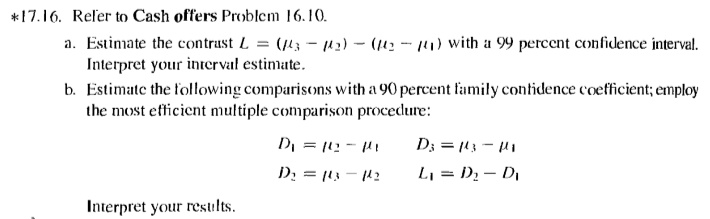 *17.16. Refer to Cash offers Problem 16.10.
a. Estimate the contrast L = (μ₃ − μ₂) − (μ₂ − μ₁) with a 99 percent confidence interval.
Interpret your interval estimate.
b. Estimate the following comparisons with a 90 percent family confidence coefficient; employ
the most efficient multiple comparison procedure:
D₁ = μ₂ − μ₁ D₃ = μ₃ − μ₁
D₂ = μ₃ − μ₂ L₁ = D₂ − D₁
Interpret your results.